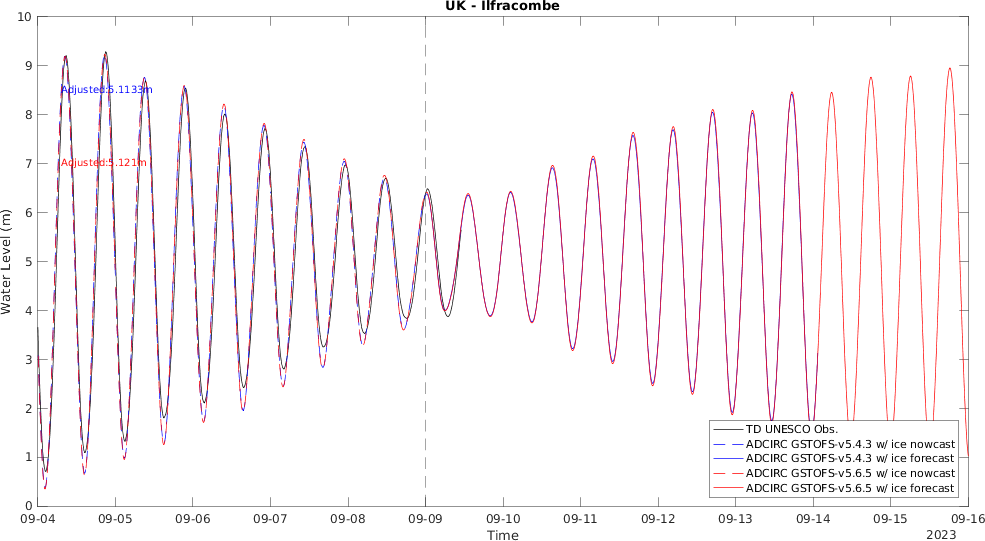 UK - Ilfracombe
10
9
8
7
6
5
4
3
2
1
0
Water Level (m)
Adjusted:5.1133m
Adjusted:5.121m
TD UNESCO Obs.
ADCIRC GSTOFS-v5.4.3 w/ ice nowcast
ADCIRC GSTOFS-v5.4.3 w/ ice forecast
ADCIRC GSTOFS-v5.6.5 w/ ice nowcast
ADCIRC GSTOFS-v5.6.5 w/ ice forecast
09-04 09-05 09-06 09-07 09-08 09-09 09-10 09-11 09-12 09-13 09-14 09-15 09-16
Time
2023